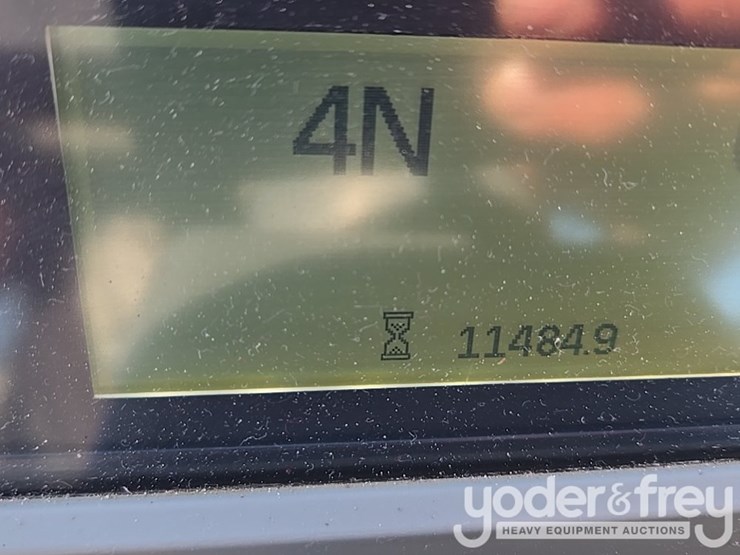 4N
11484.9
yoder&frey
HEAVY EQUIPMENT AUCTIONS